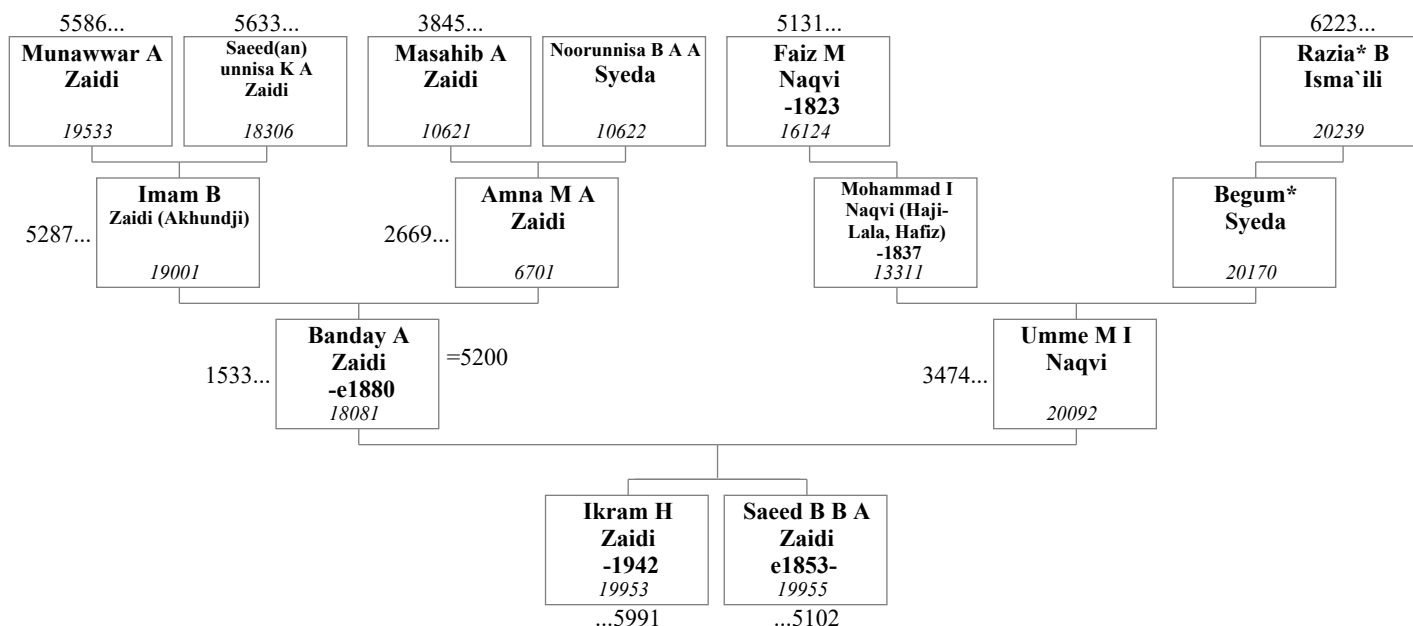 5586...
5633...
3845...
5131...
6223...
Munawwar A
Zaidi
19533
Saeed(an)
unnisa K A
Zaidi
18306
Masahib A
Zaidi
10621
Noorunnisa B A A
Syeda
10622
Faiz M
Naqvi
-1823
16124
Razia* B
Isma`ili
20239
5287...
Imam B
Zaidi (Akhundji)
19001
2669...
Amna M A
Zaidi
6701
Mohammad I
Naqvi (Haji-
Lala, Hafiz)
-1837
13311
Begum*
Syeda
20170
1533...
Banday A
Zaidi
-e1880
18081
=5200
3474...
Umme M I
Naqvi
20092
Ikram H
Zaidi
-1942
19953
...5991
Saeed B B A
Zaidi
e1853-
19955
...5102